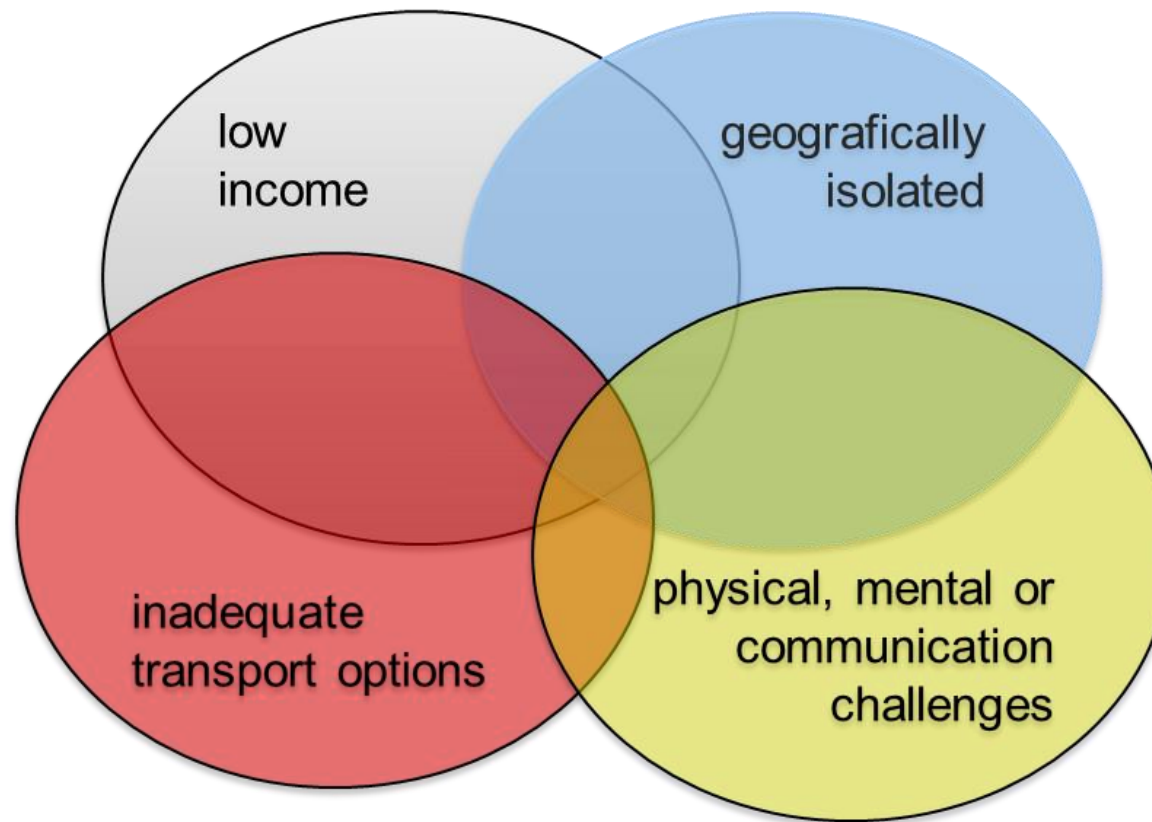 low
income
geografically
isolated
inadequate
transport options
physical, mental or
communication
challenges